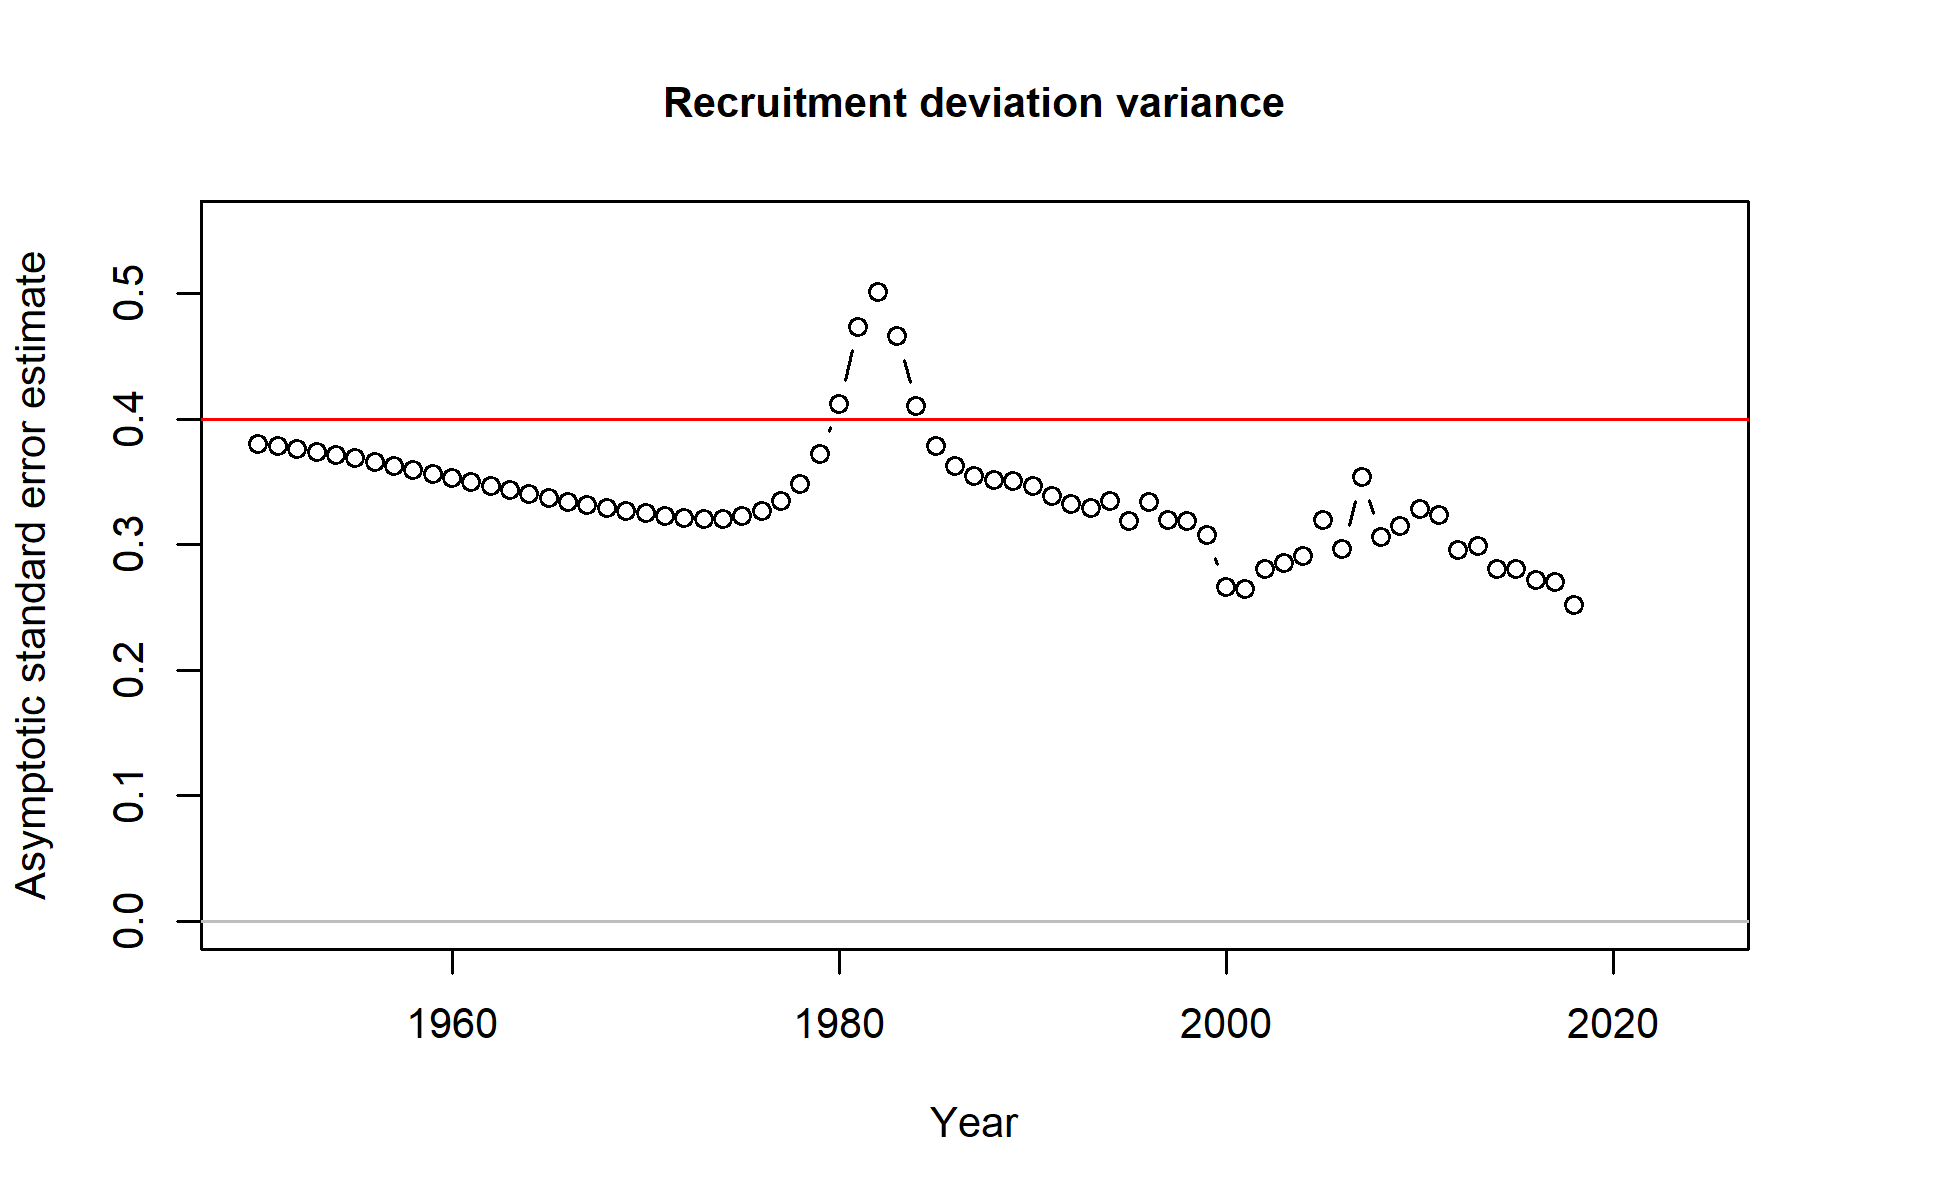 Recruitment deviation variance
Asymptotic standard error estimate
0.5
0.4
0.3
0.2
0.1
0.0
1960 1980 2000 2020
Year